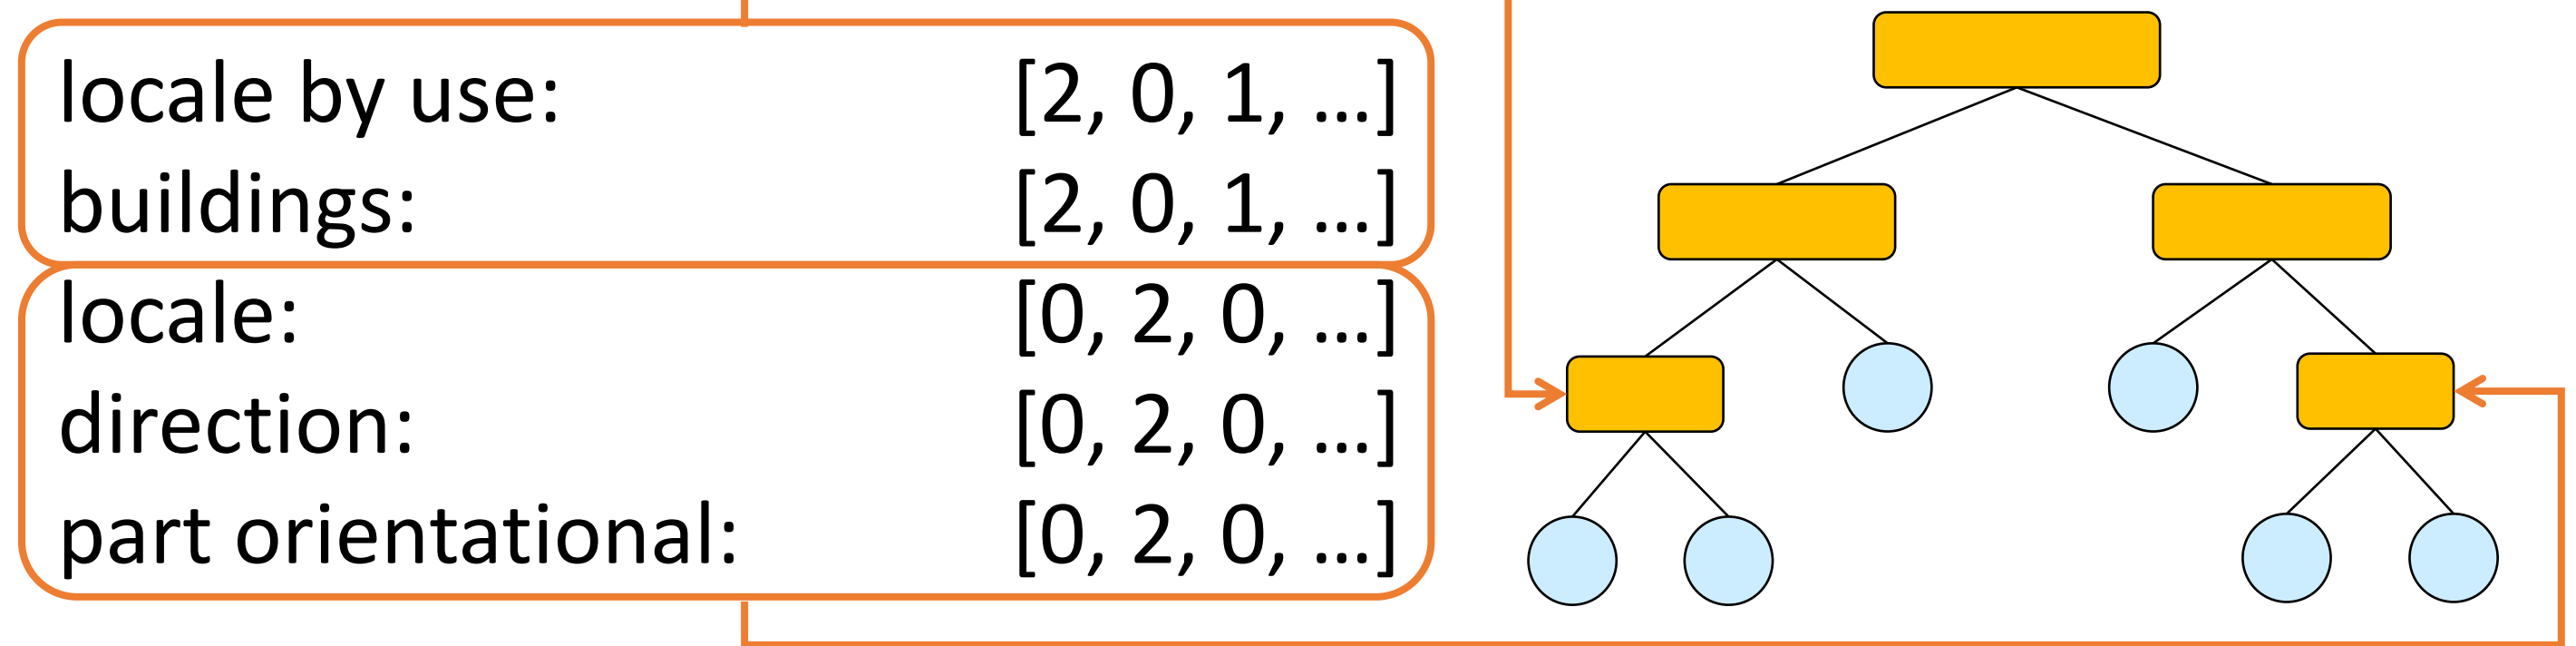 locale by use: [2, 0, 1, …]
buildings: [2, 0, 1, …]
locale: [0, 2, 0, …]
direction: [0, 2, 0, …]
part orientational: [0, 2, 0, …]